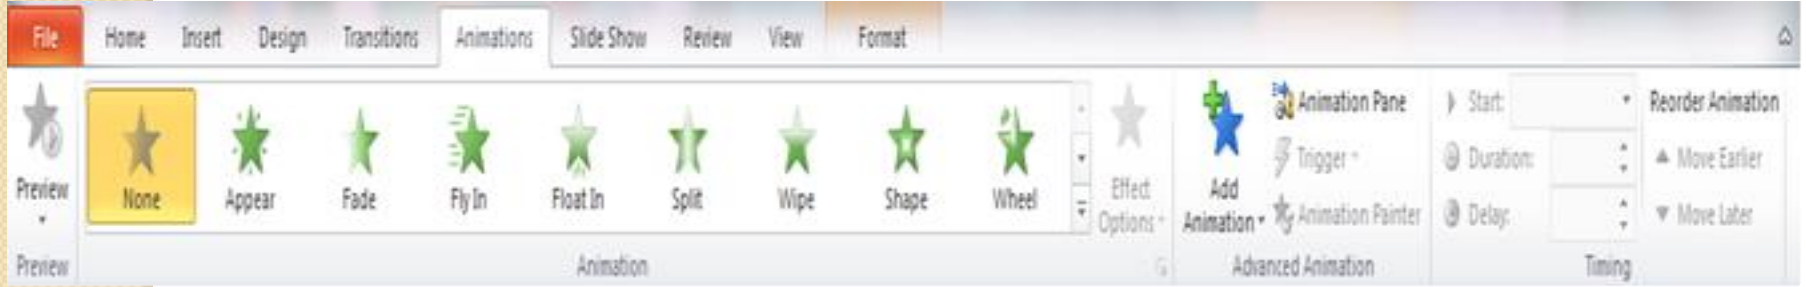 File Home Insert Design Transitions Animations Slide Show Review View Format
Preview
None Appear Fade Fly In Float In Split Wipe Shape Wheel
Effect
Options
Add
Animation
Animation Pane
Trigger
Animation Painter
Start:
Duration:
Delay:
Reorder Animation
Move Earlier
Move Later
Preview Animation Advanced Animation Timing